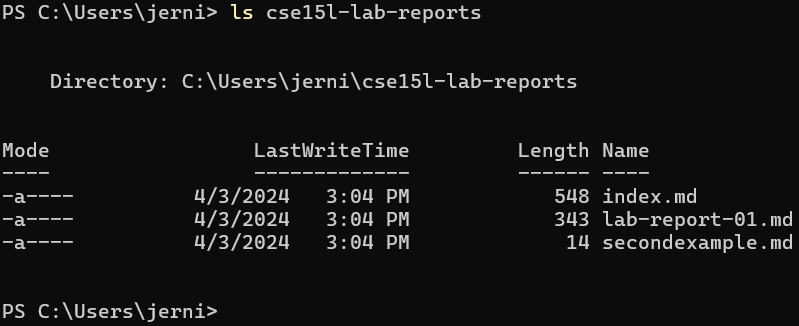 PS C:\Users\jerni> ls cse15l-lab-reports
Directory: C:\Users\jerni\cse15l-lab-reports
Mode                 LastWriteTime         Length Name
----                 -------------         ------ ----
-a----          4/3/2024   3:04 PM            548 index.md
-a----          4/3/2024   3:04 PM            343 lab-report-01.md
-a----          4/3/2024   3:04 PM             14 secondexample.md
PS C:\Users\jerni>